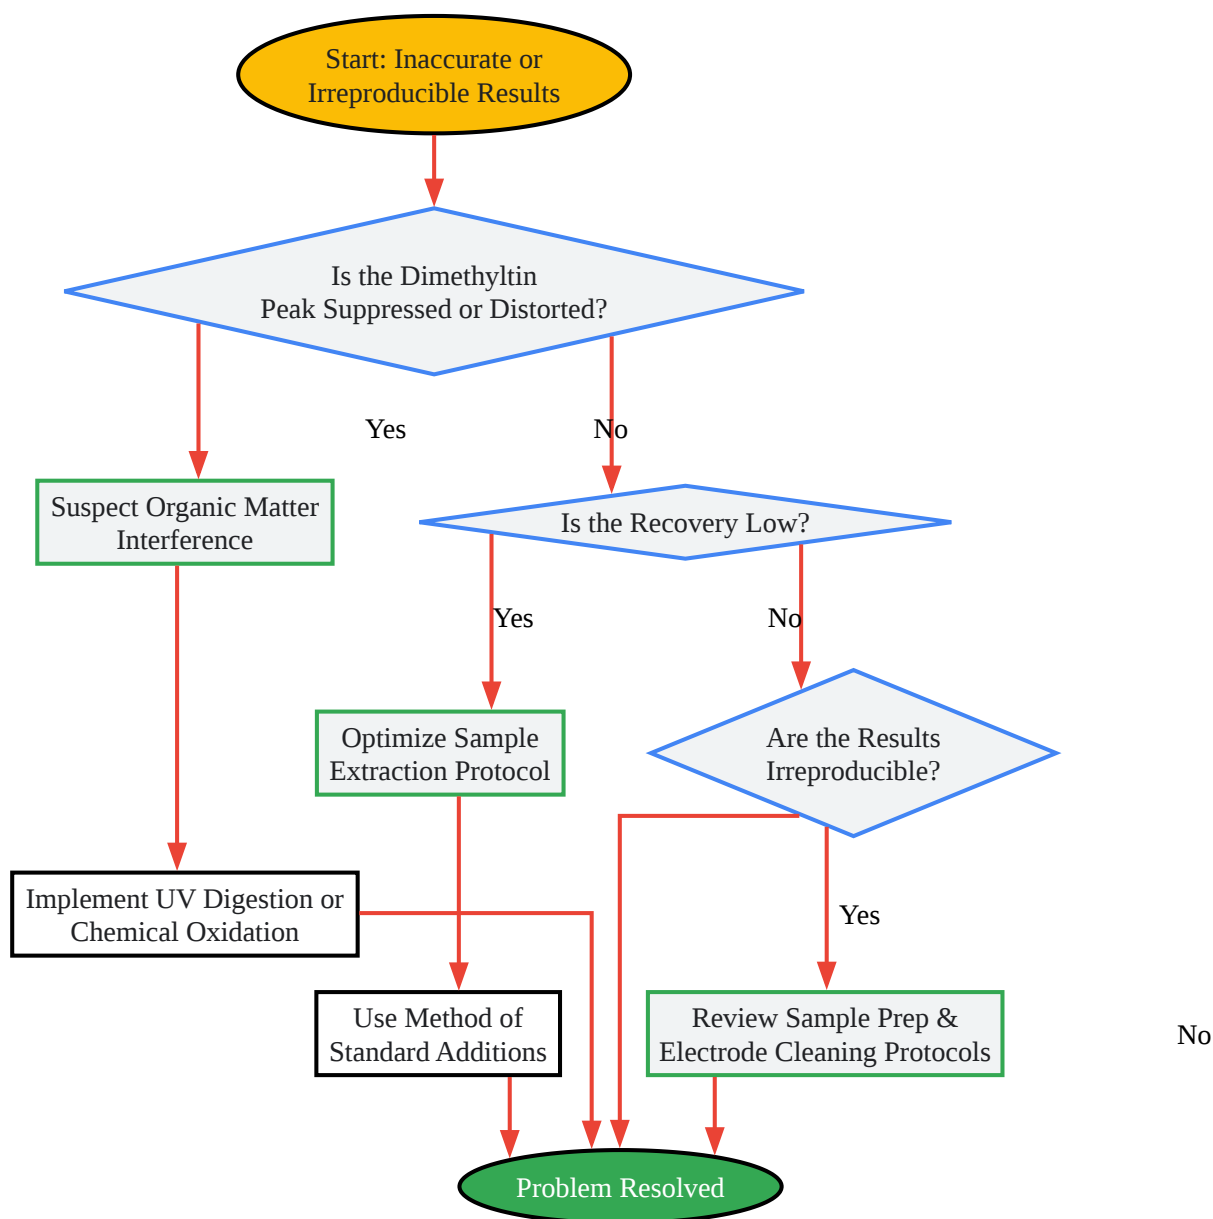 Start: Inaccurate or
Irreproducible Results
Is the Dimethyltin
Peak Suppressed or Distorted?
Yes
No
Suspect Organic Matter
Interference
Is the Recovery Low?
Yes
No
Optimize Sample
Extraction Protocol
Are the Results
Irreproducible?
Implement UV Digestion or
Chemical Oxidation
Yes
Use Method of
Standard Additions
Review Sample Prep &
Electrode Cleaning Protocols
No
Problem Resolved